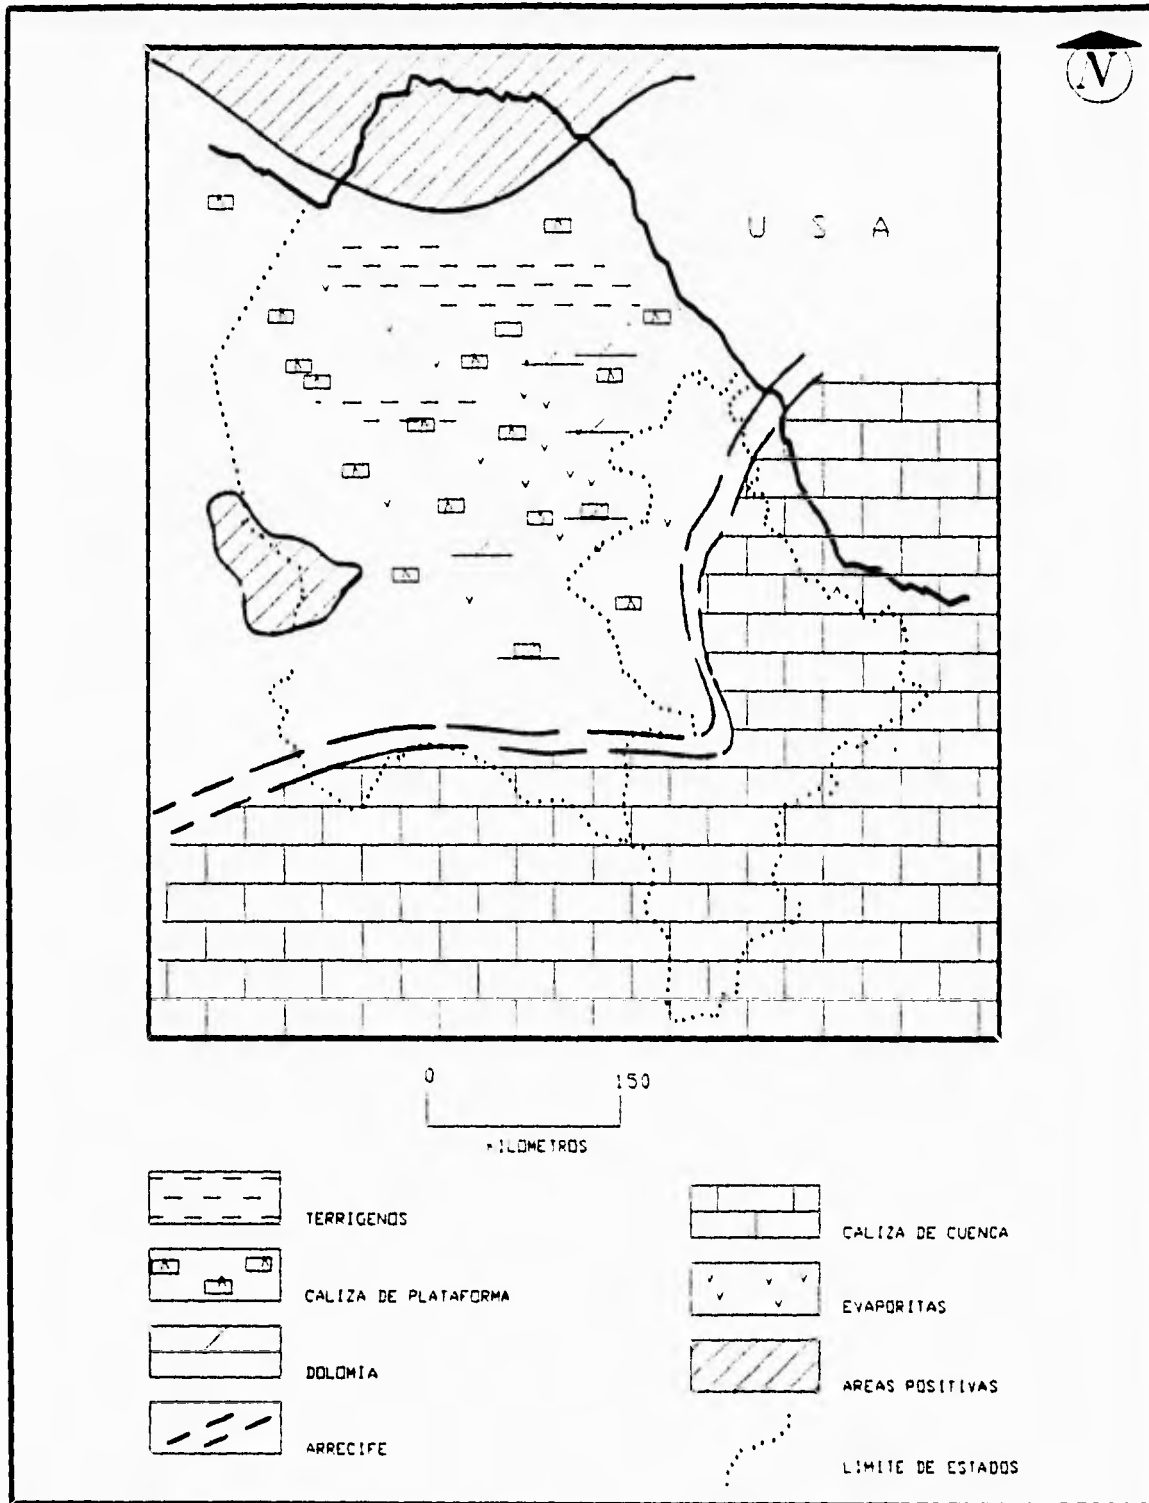 N
U S A
0 150
KILOMETROS
TERRIGENOS
CALIZA DE PLATAFORMA
DOLOMIA
ARRECIFE
CALIZA DE CUENCA
EVAPORITAS
AREAS POSITIVAS
LIMITE DE ESTADOS